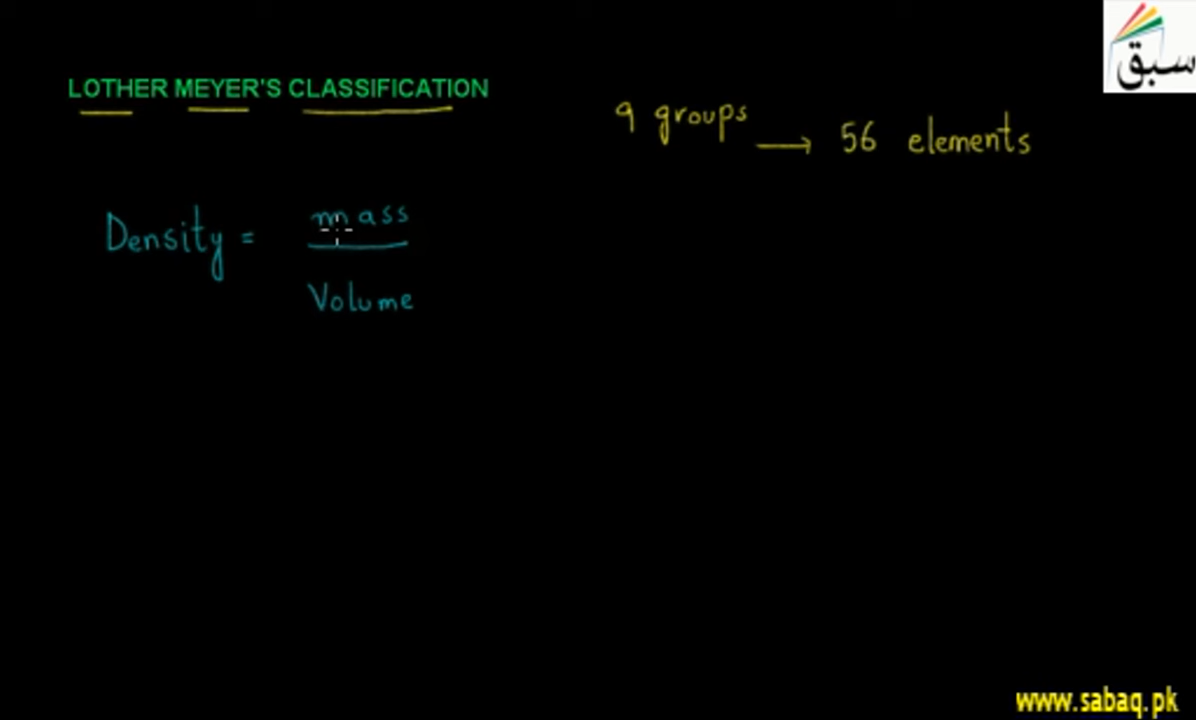 سبق
LOTHER MEYER'S CLASSIFICATION
9 groups → 56 elements
Density = mass
Volume
www.sabaq.pk